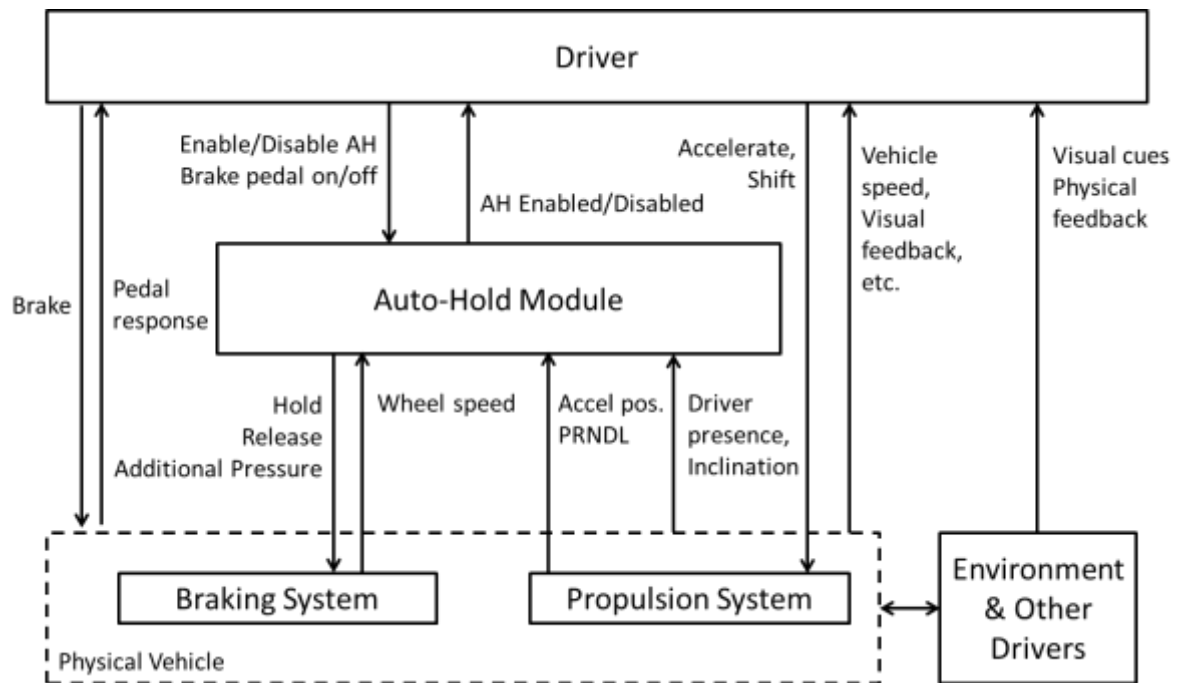 Driver
Enable/Disable AH
Brake pedal on/off
AH Enabled/Disabled
Accelerate,
Shift
Vehicle
speed,
Visual
feedback,
etc.
Visual cues
Physical
feedback
Brake
Pedal
response
Auto-Hold Module
Hold
Release
Additional Pressure
Wheel speed
Accel pos.
PRNDL
Driver
presence,
Inclination
Braking System
Propulsion System
Physical Vehicle
Environment
& Other
Drivers